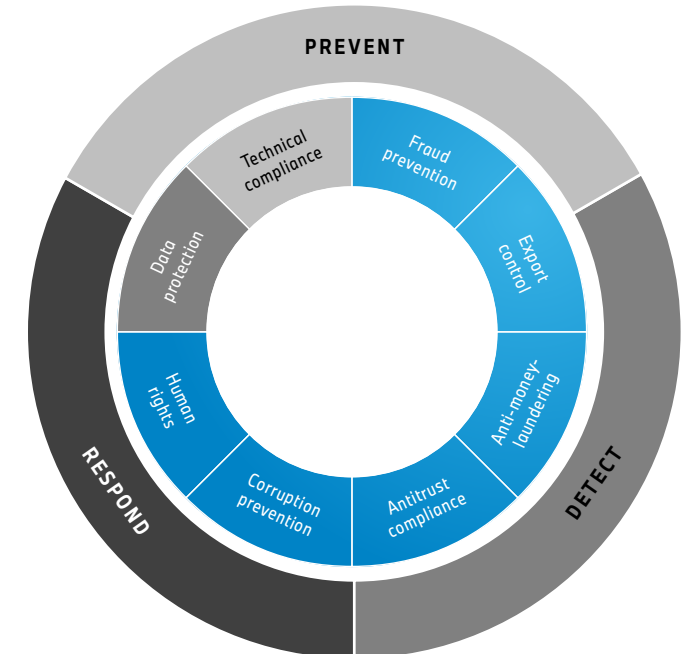 PREVENT
Technical
compliance
Fraud
prevention
Export
control
Data
protection
Human
rights
Anti-money-
laundering
Corruption
prevention
Antitrust
compliance
RESPOND
DETECT